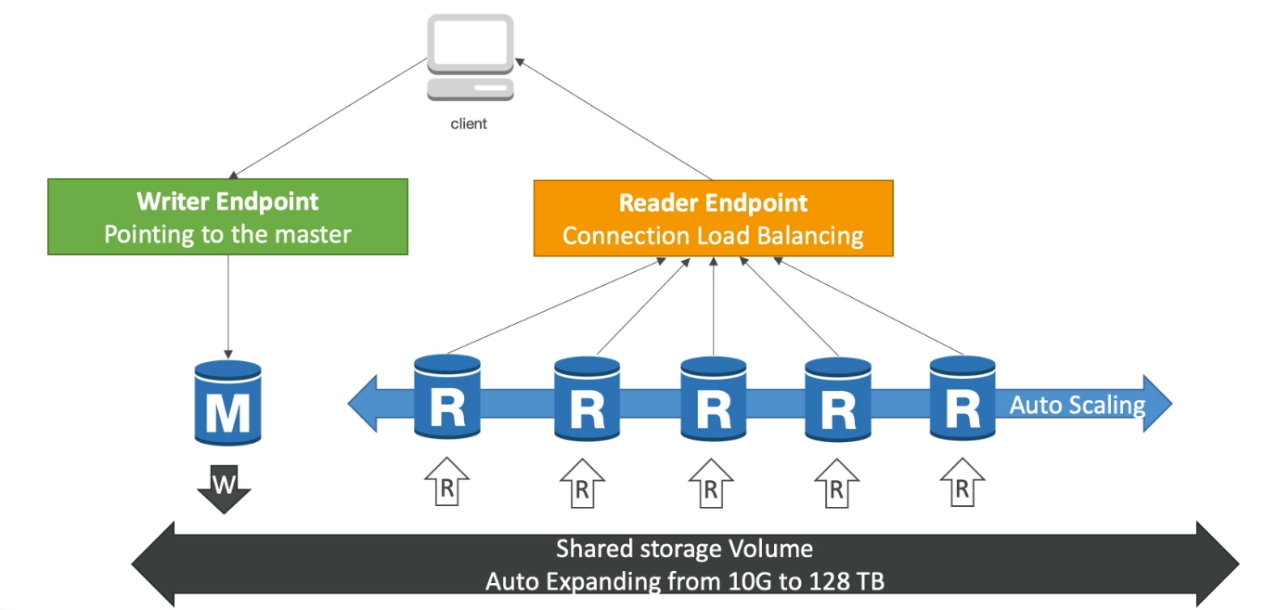 client
Writer Endpoint
Pointing to the master
Reader Endpoint
Connection Load Balancing
M
R
R
R
R
R
Auto Scaling
W
R
R
R
R
R
Shared storage Volume
Auto Expanding from 10G to 128 TB